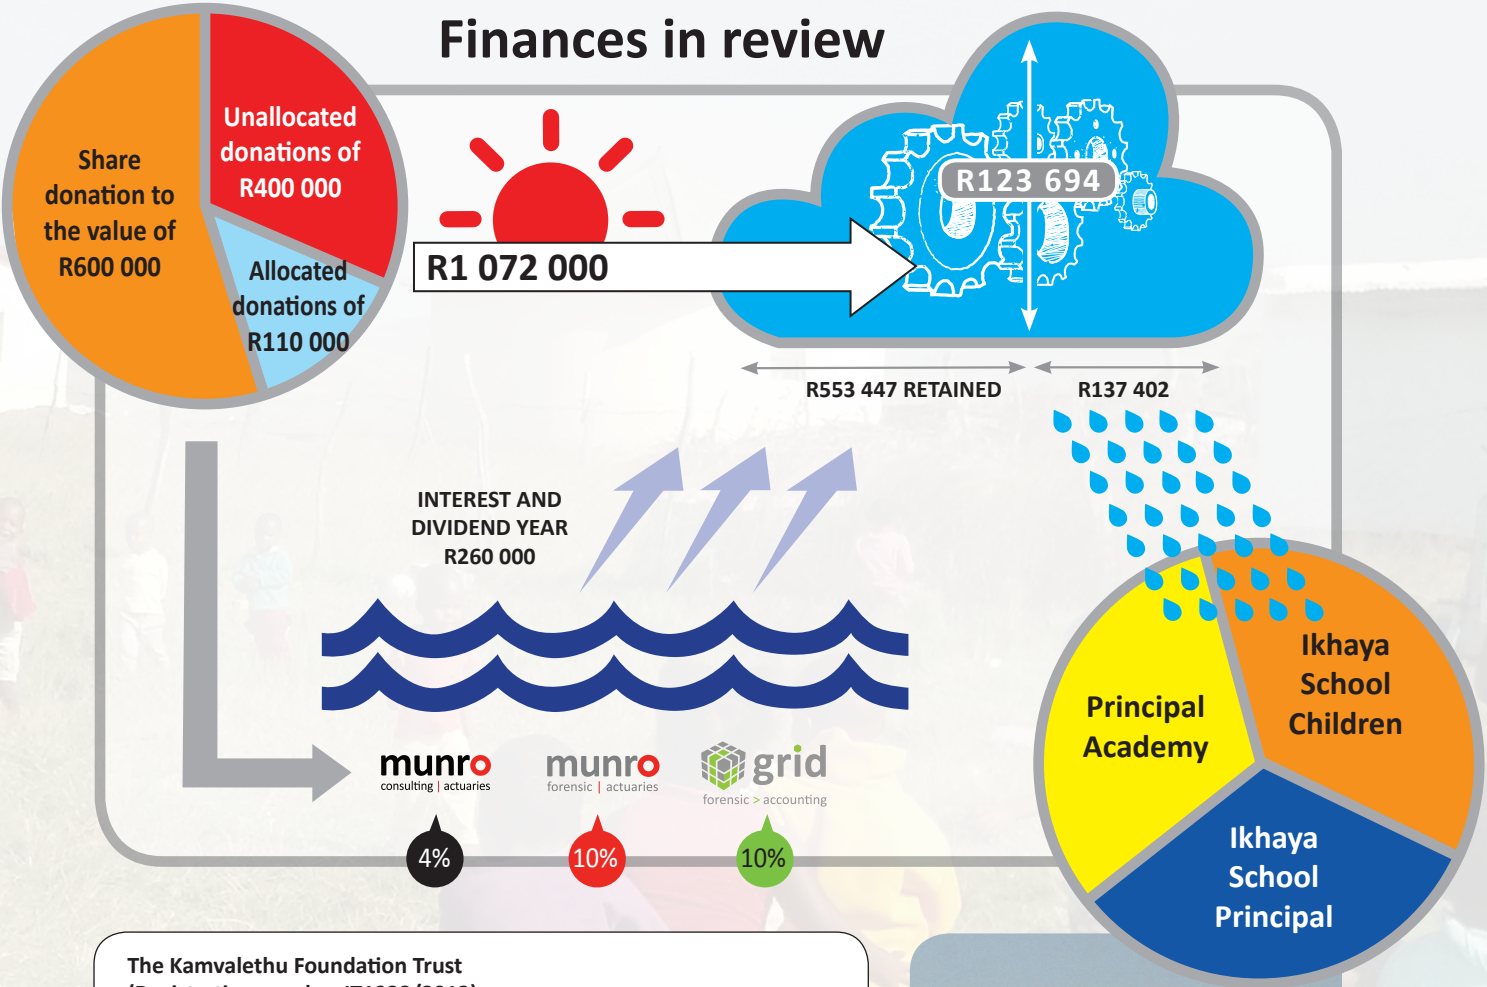 Finances in review
Share
donation to
the value of
R600 000
Unallocated
donations of
R400 000
Allocated
donations of
R110 000
R1 072 000
R123 694
R553 447 RETAINED
R137 402
INTEREST AND
DIVIDEND YEAR
R260 000
munro
consulting | actuaries
munro
forensic | actuaries
grid
forensic > accounting
4%
10%
10%
Principal
Academy
Ikhaya
School
Children
Ikhaya
School
Principal
The Kamvalethu Foundation Trust